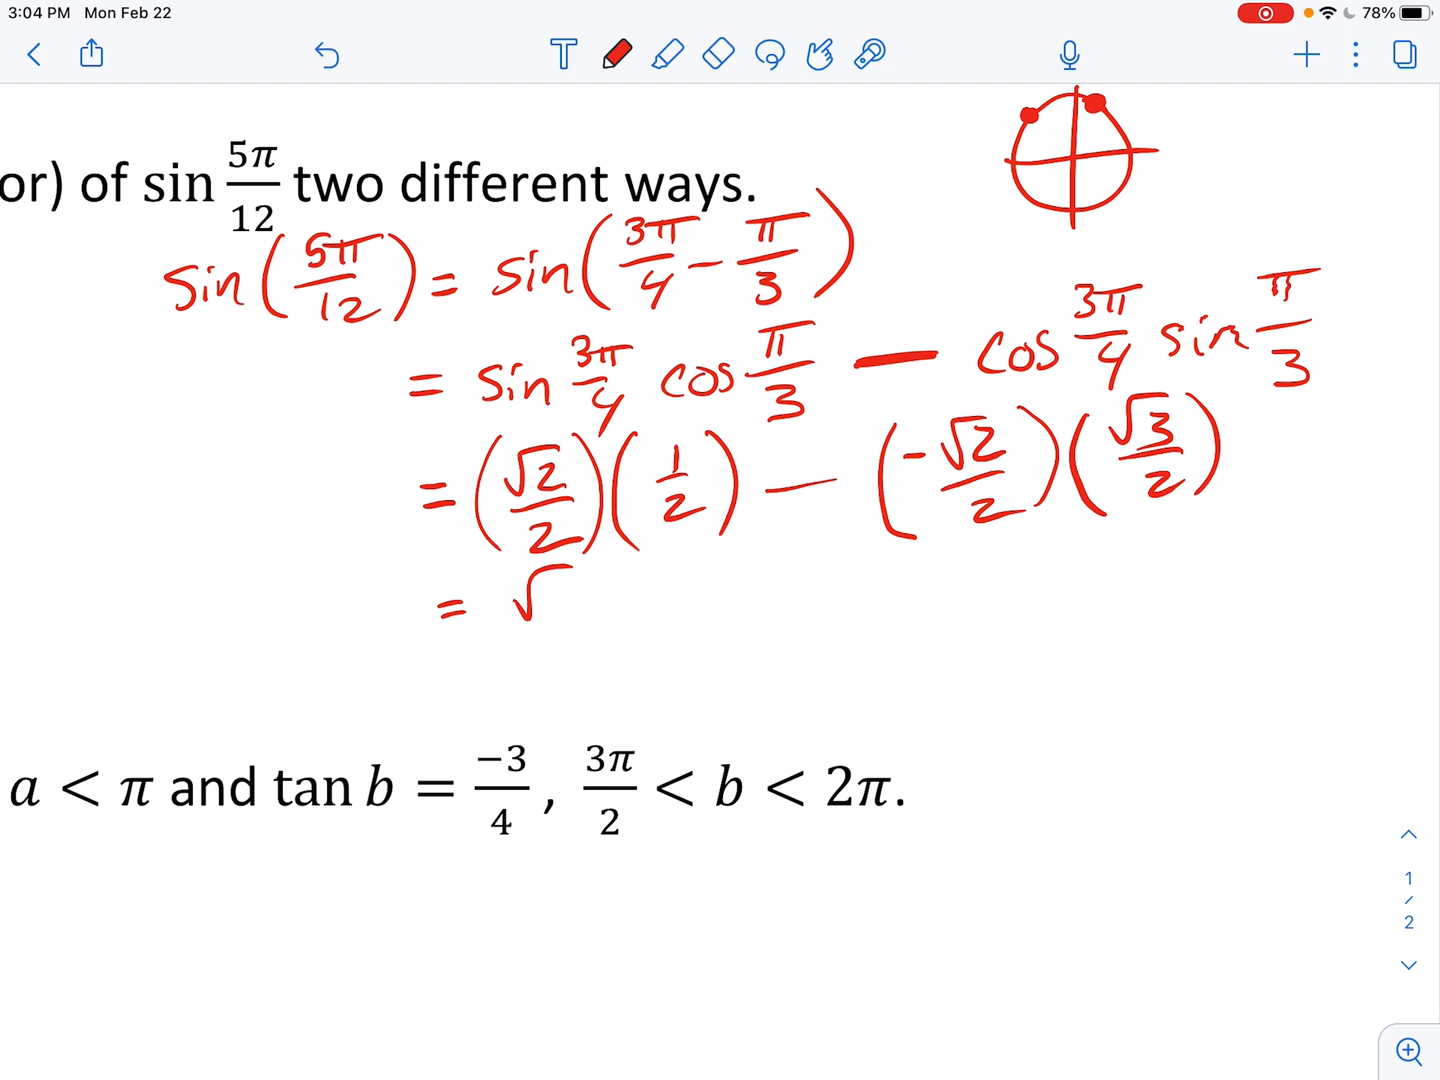 3:04 PM Mon Feb 22 78%
T
or) of sin 5π/12 two different ways.
sin(5π/12) = sin(3π/4 − π/3)
= sin 3π/4 cos π/3 − cos 3π/4 sin π/3
= (√2/2)(1/2) − (−√2/2)(√3/2)
= √
a < π and tan b = −3/4 , 3π/2 < b < 2π.
1
/
2